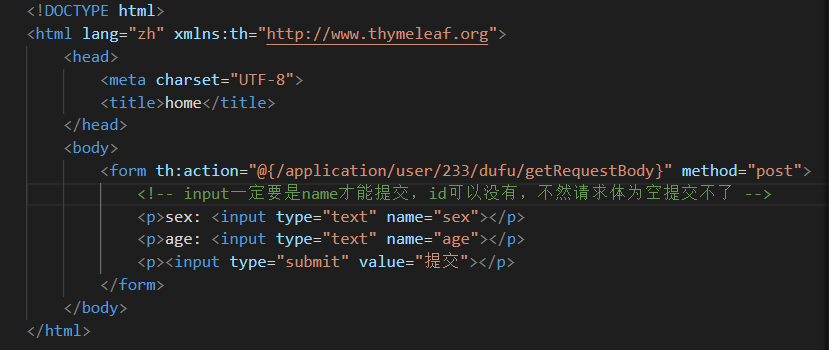 <!DOCTYPE html>
<html lang="zh" xmlns:th="http://www.thymeleaf.org">
    <head>
        <meta charset="UTF-8">
        <title>home</title>
    </head>
    <body>
        <form th:action="@{/application/user/233/dufu/getRequestBody}" method="post">
            <!-- input一定要是name才能提交，id可以没有，不然请求体为空提交不了 -->
            <p>sex: <input type="text" name="sex"></p>
            <p>age: <input type="text" name="age"></p>
            <p><input type="submit" value="提交"></p>
        </form>
    </body>
</html>